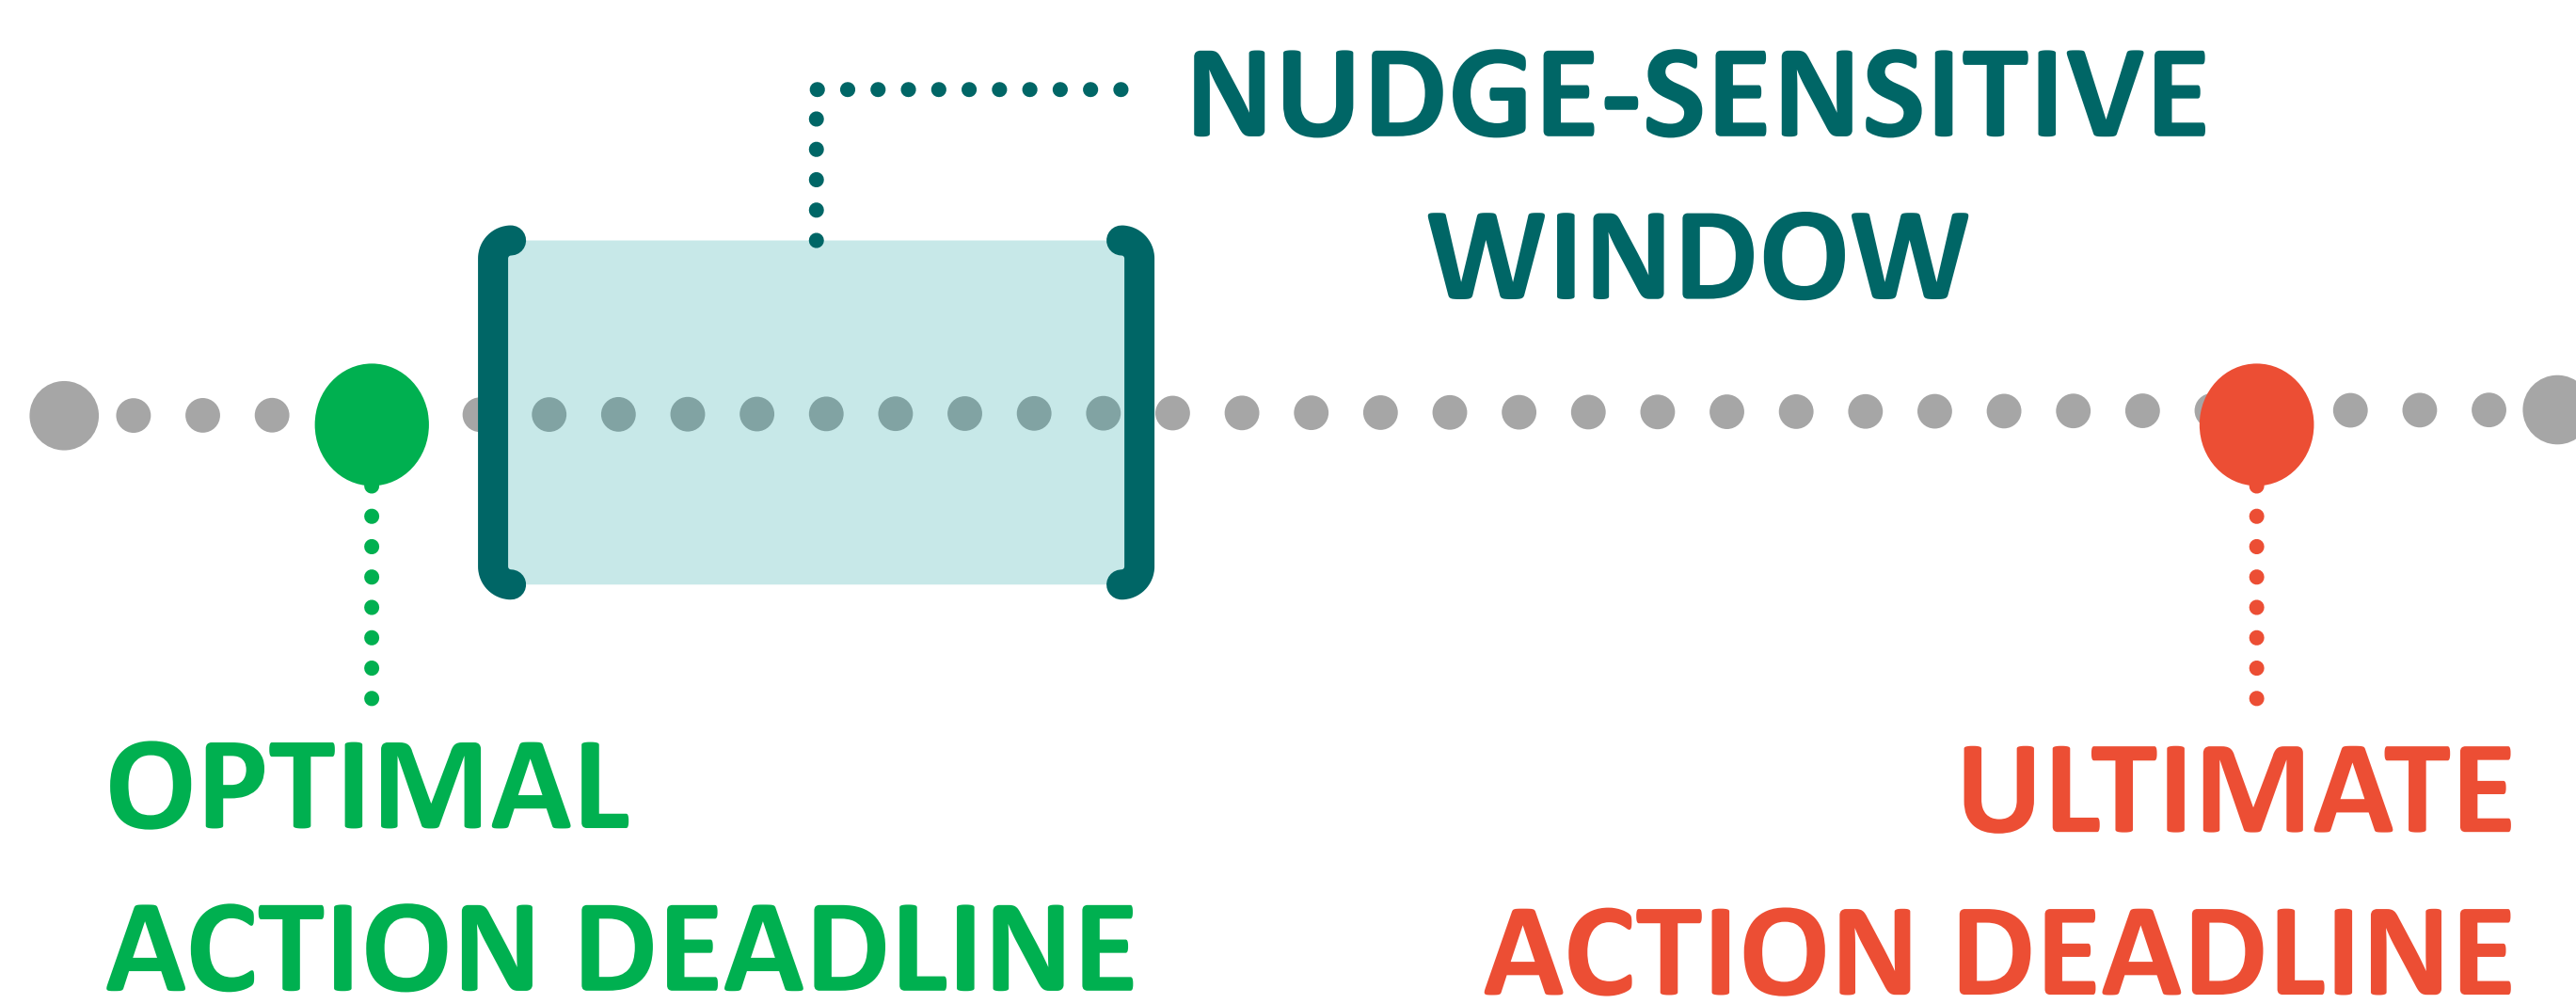 NUDGE-SENSITIVE
WINDOW
OPTIMAL
ACTION DEADLINE
ULTIMATE
ACTION DEADLINE